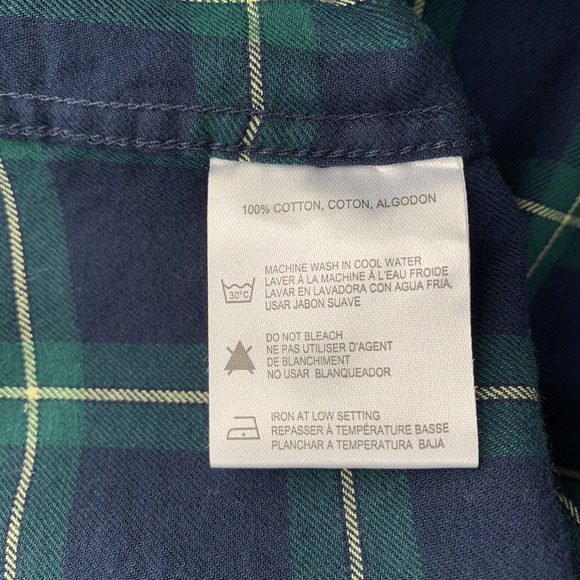 100% COTTON, COTON, ALGODON
MACHINE WASH IN COOL WATER
LAVER À LA MACHINE À L'EAU FROIDE
LAVAR EN LAVADORA CON AGUA FRIA,
USAR JABON SUAVE
30°C
DO NOT BLEACH
NE PAS UTILISER D'AGENT
DE BLANCHIMENT
NO USAR BLANQUEADOR
IRON AT LOW SETTING
REPASSER À TEMPÉRATURE BASSE
PLANCHAR A TEMPERATURA BAJA